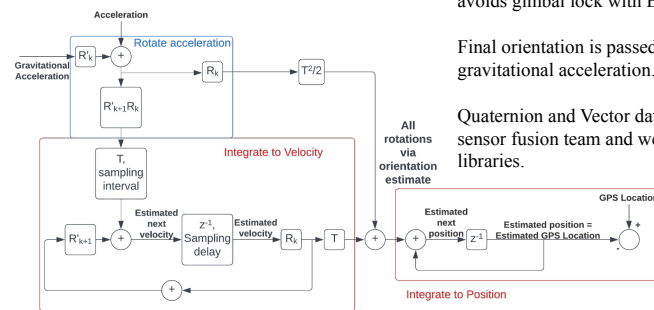 avoids gimbal lock with E
Final orientation is passed
gravitational acceleration.
Quaternion and Vector dat
sensor fusion team and we
libraries.
Acceleration
R'k
+
Gravitational
Acceleration
Rotate acceleration
Rk
T²/2
R'k+1Rk
T,
sampling
interval
Integrate to Velocity
All
rotations
via
orientation
estimate
R'k+1
+
Estimated
next
velocity
z⁻¹,
Sampling
delay
Estimated
velocity
Rk
T
+
+
+
Estimated
next
position
z⁻¹
Estimated position =
Estimated GPS Location
GPS Location
+
-
Integrate to Position